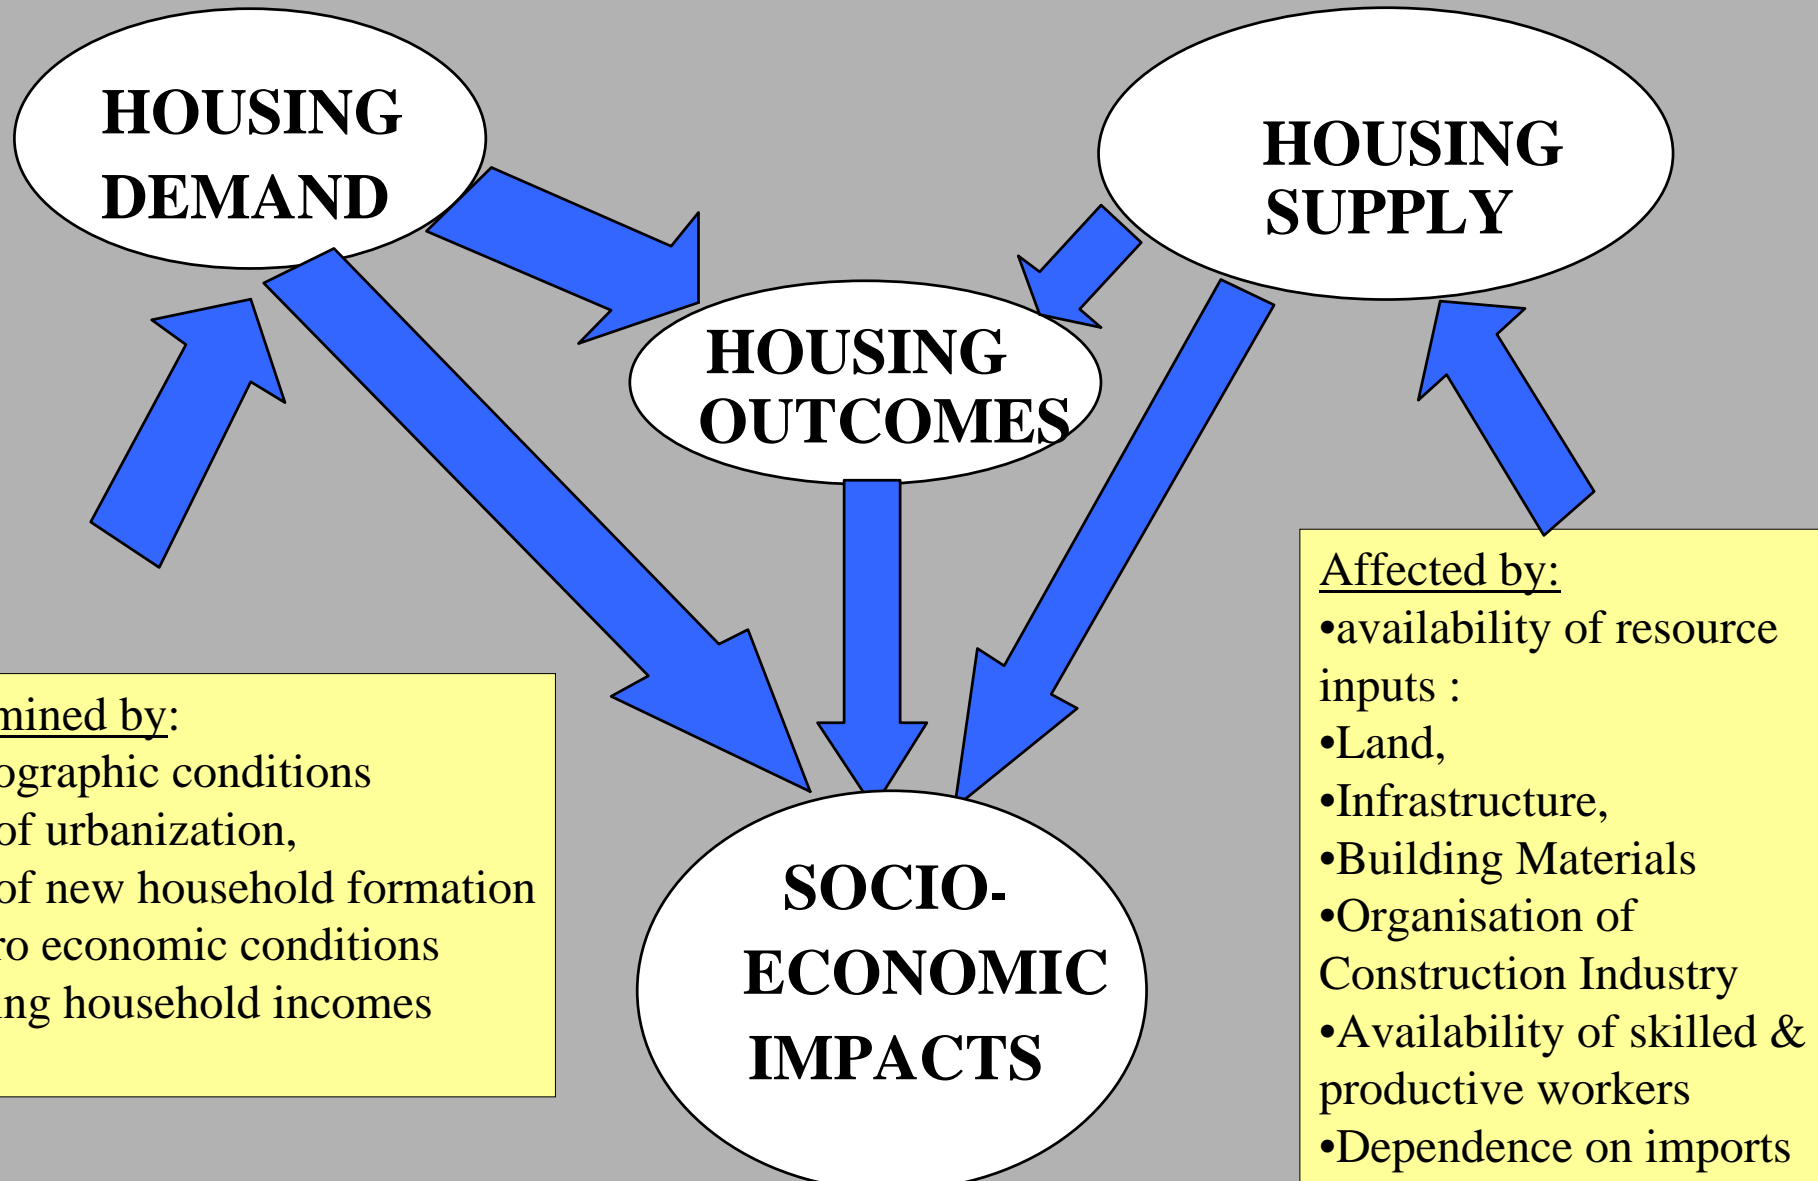 HOUSING
DEMAND
HOUSING
SUPPLY
HOUSING
OUTCOMES
SOCIO-
ECONOMIC
IMPACTS
mined by:
ographic conditions
of urbanization,
of new household formation
ro economic conditions
ng household incomes
Affected by:
•availability of resource
inputs :
•Land,
•Infrastructure,
•Building Materials
•Organisation of
Construction Industry
•Availability of skilled &
productive workers
•Dependence on imports